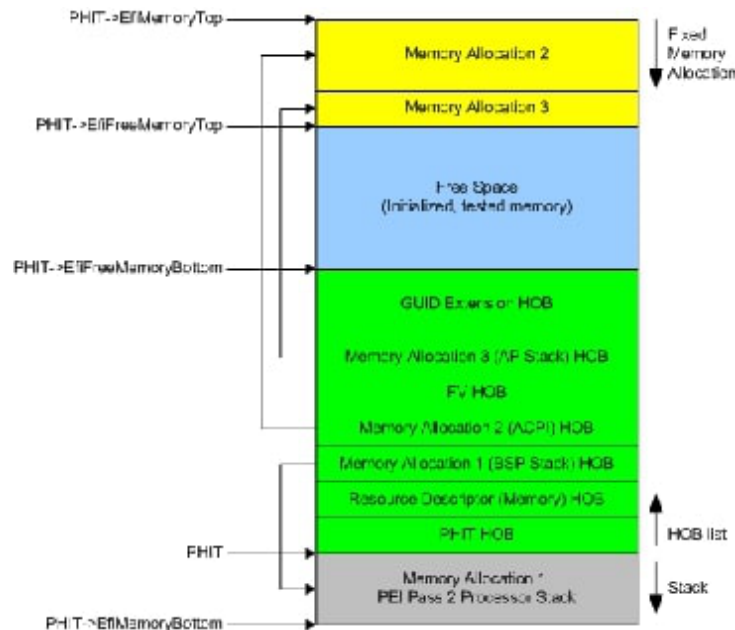 PHIT->EfiMemoryTop
Fixed
Memory
Allocation
Memory Allocation 2
Memory Allocation 3
PHIT->EfiFreeMemoryTop
Free Space
(Initialized, tested memory)
PHIT->EfiFreeMemoryBottom
GUID Extension HOB
Memory Allocation 3 (AP Stack) HOB
FV HOB
Memory Allocation 2 (ACPI) HOB
Memory Allocation 1 (BSP Stack) HOB
Resource Descriptor (Memory) HOB
PHIT HOB
HOB list
PHIT
Memory Allocation 1
PEI Pass 2 Processor Stack
Stack
PHIT->EfiMemoryBottom